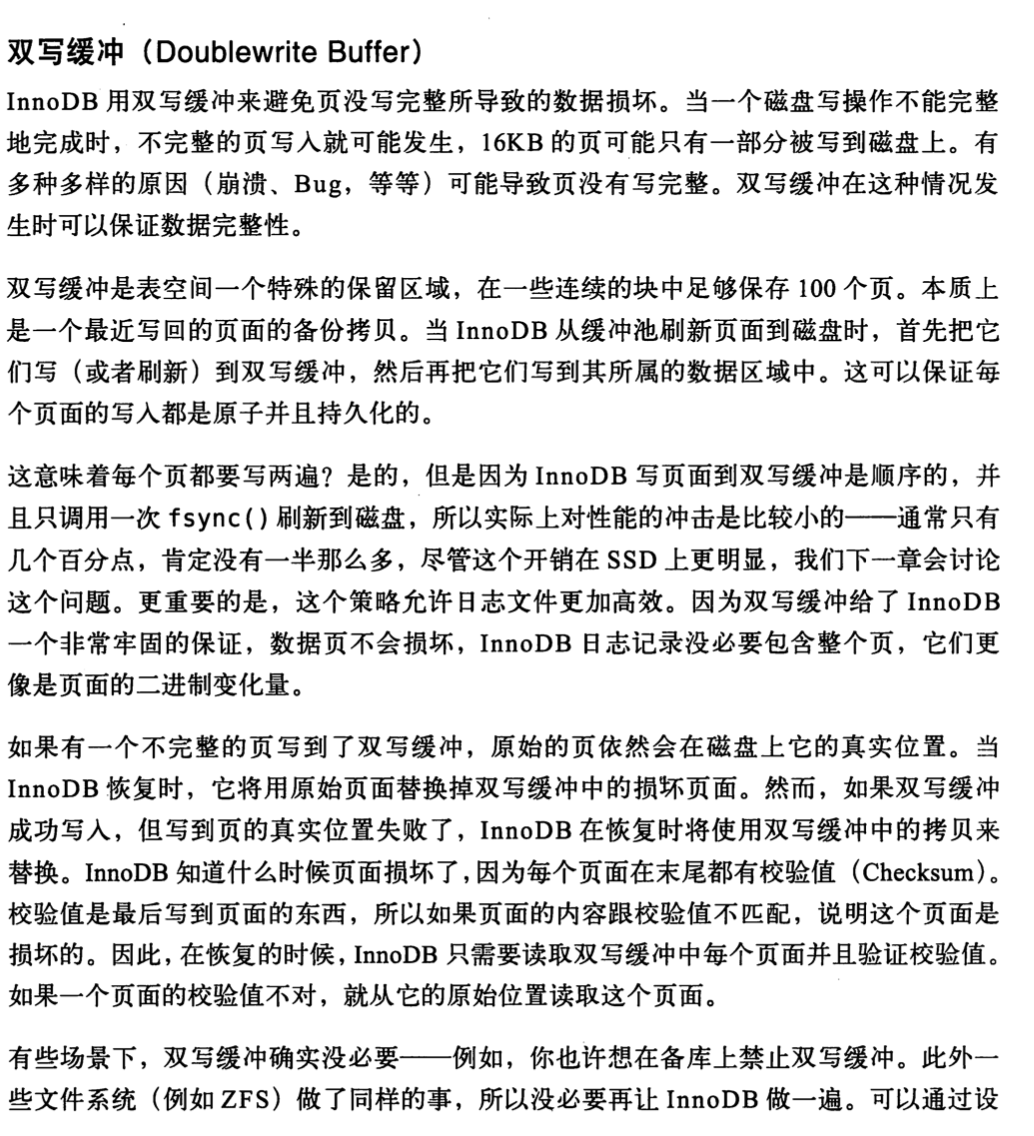 双写缓冲（Doublewrite Buffer）
InnoDB 用双写缓冲来避免页没写完整所导致的数据损坏。当一个磁盘写操作不能完整
地完成时，不完整的页写入就可能发生，16KB 的页可能只有一部分被写到磁盘上。有
多种多样的原因（崩溃、Bug，等等）可能导致页没有写完整。双写缓冲在这种情况发
生时可以保证数据完整性。
双写缓冲是表空间一个特殊的保留区域，在一些连续的块中足够保存 100 个页。本质上
是一个最近写回的页面的备份拷贝。当 InnoDB 从缓冲池刷新页面到磁盘时，首先把它
们写（或者刷新）到双写缓冲，然后再把它们写到其所属的数据区域中。这可以保证每
个页面的写入都是原子并且持久化的。
这意味着每个页都要写两遍？是的，但是因为 InnoDB 写页面到双写缓冲是顺序的，并
且只调用一次 fsync() 刷新到磁盘，所以实际上对性能的冲击是比较小的——通常只有
几个百分点，肯定没有一半那么多，尽管这个开销在 SSD 上更明显，我们下一章会讨论
这个问题。更重要的是，这个策略允许日志文件更加高效。因为双写缓冲给了 InnoDB
一个非常牢固的保证，数据页不会损坏，InnoDB 日志记录没必要包含整个页，它们更
像是页面的二进制变化量。
如果有一个不完整的页写到了双写缓冲，原始的页依然会在磁盘上它的真实位置。当
InnoDB 恢复时，它将用原始页面替换掉双写缓冲中的损坏页面。然而，如果双写缓冲
成功写入，但写到页的真实位置失败了，InnoDB 在恢复时将使用双写缓冲中的拷贝来
替换。InnoDB 知道什么时候页面损坏了，因为每个页面在末尾都有校验值（Checksum）。
校验值是最后写到页面的东西，所以如果页面的内容跟校验值不匹配，说明这个页面是
损坏的。因此，在恢复的时候，InnoDB 只需要读取双写缓冲中每个页面并且验证校验值。
如果一个页面的校验值不对，就从它的原始位置读取这个页面。
有些场景下，双写缓冲确实没必要——例如，你也许想在备库上禁止双写缓冲。此外一
些文件系统（例如 ZFS）做了同样的事，所以没必要再让 InnoDB 做一遍。可以通过设